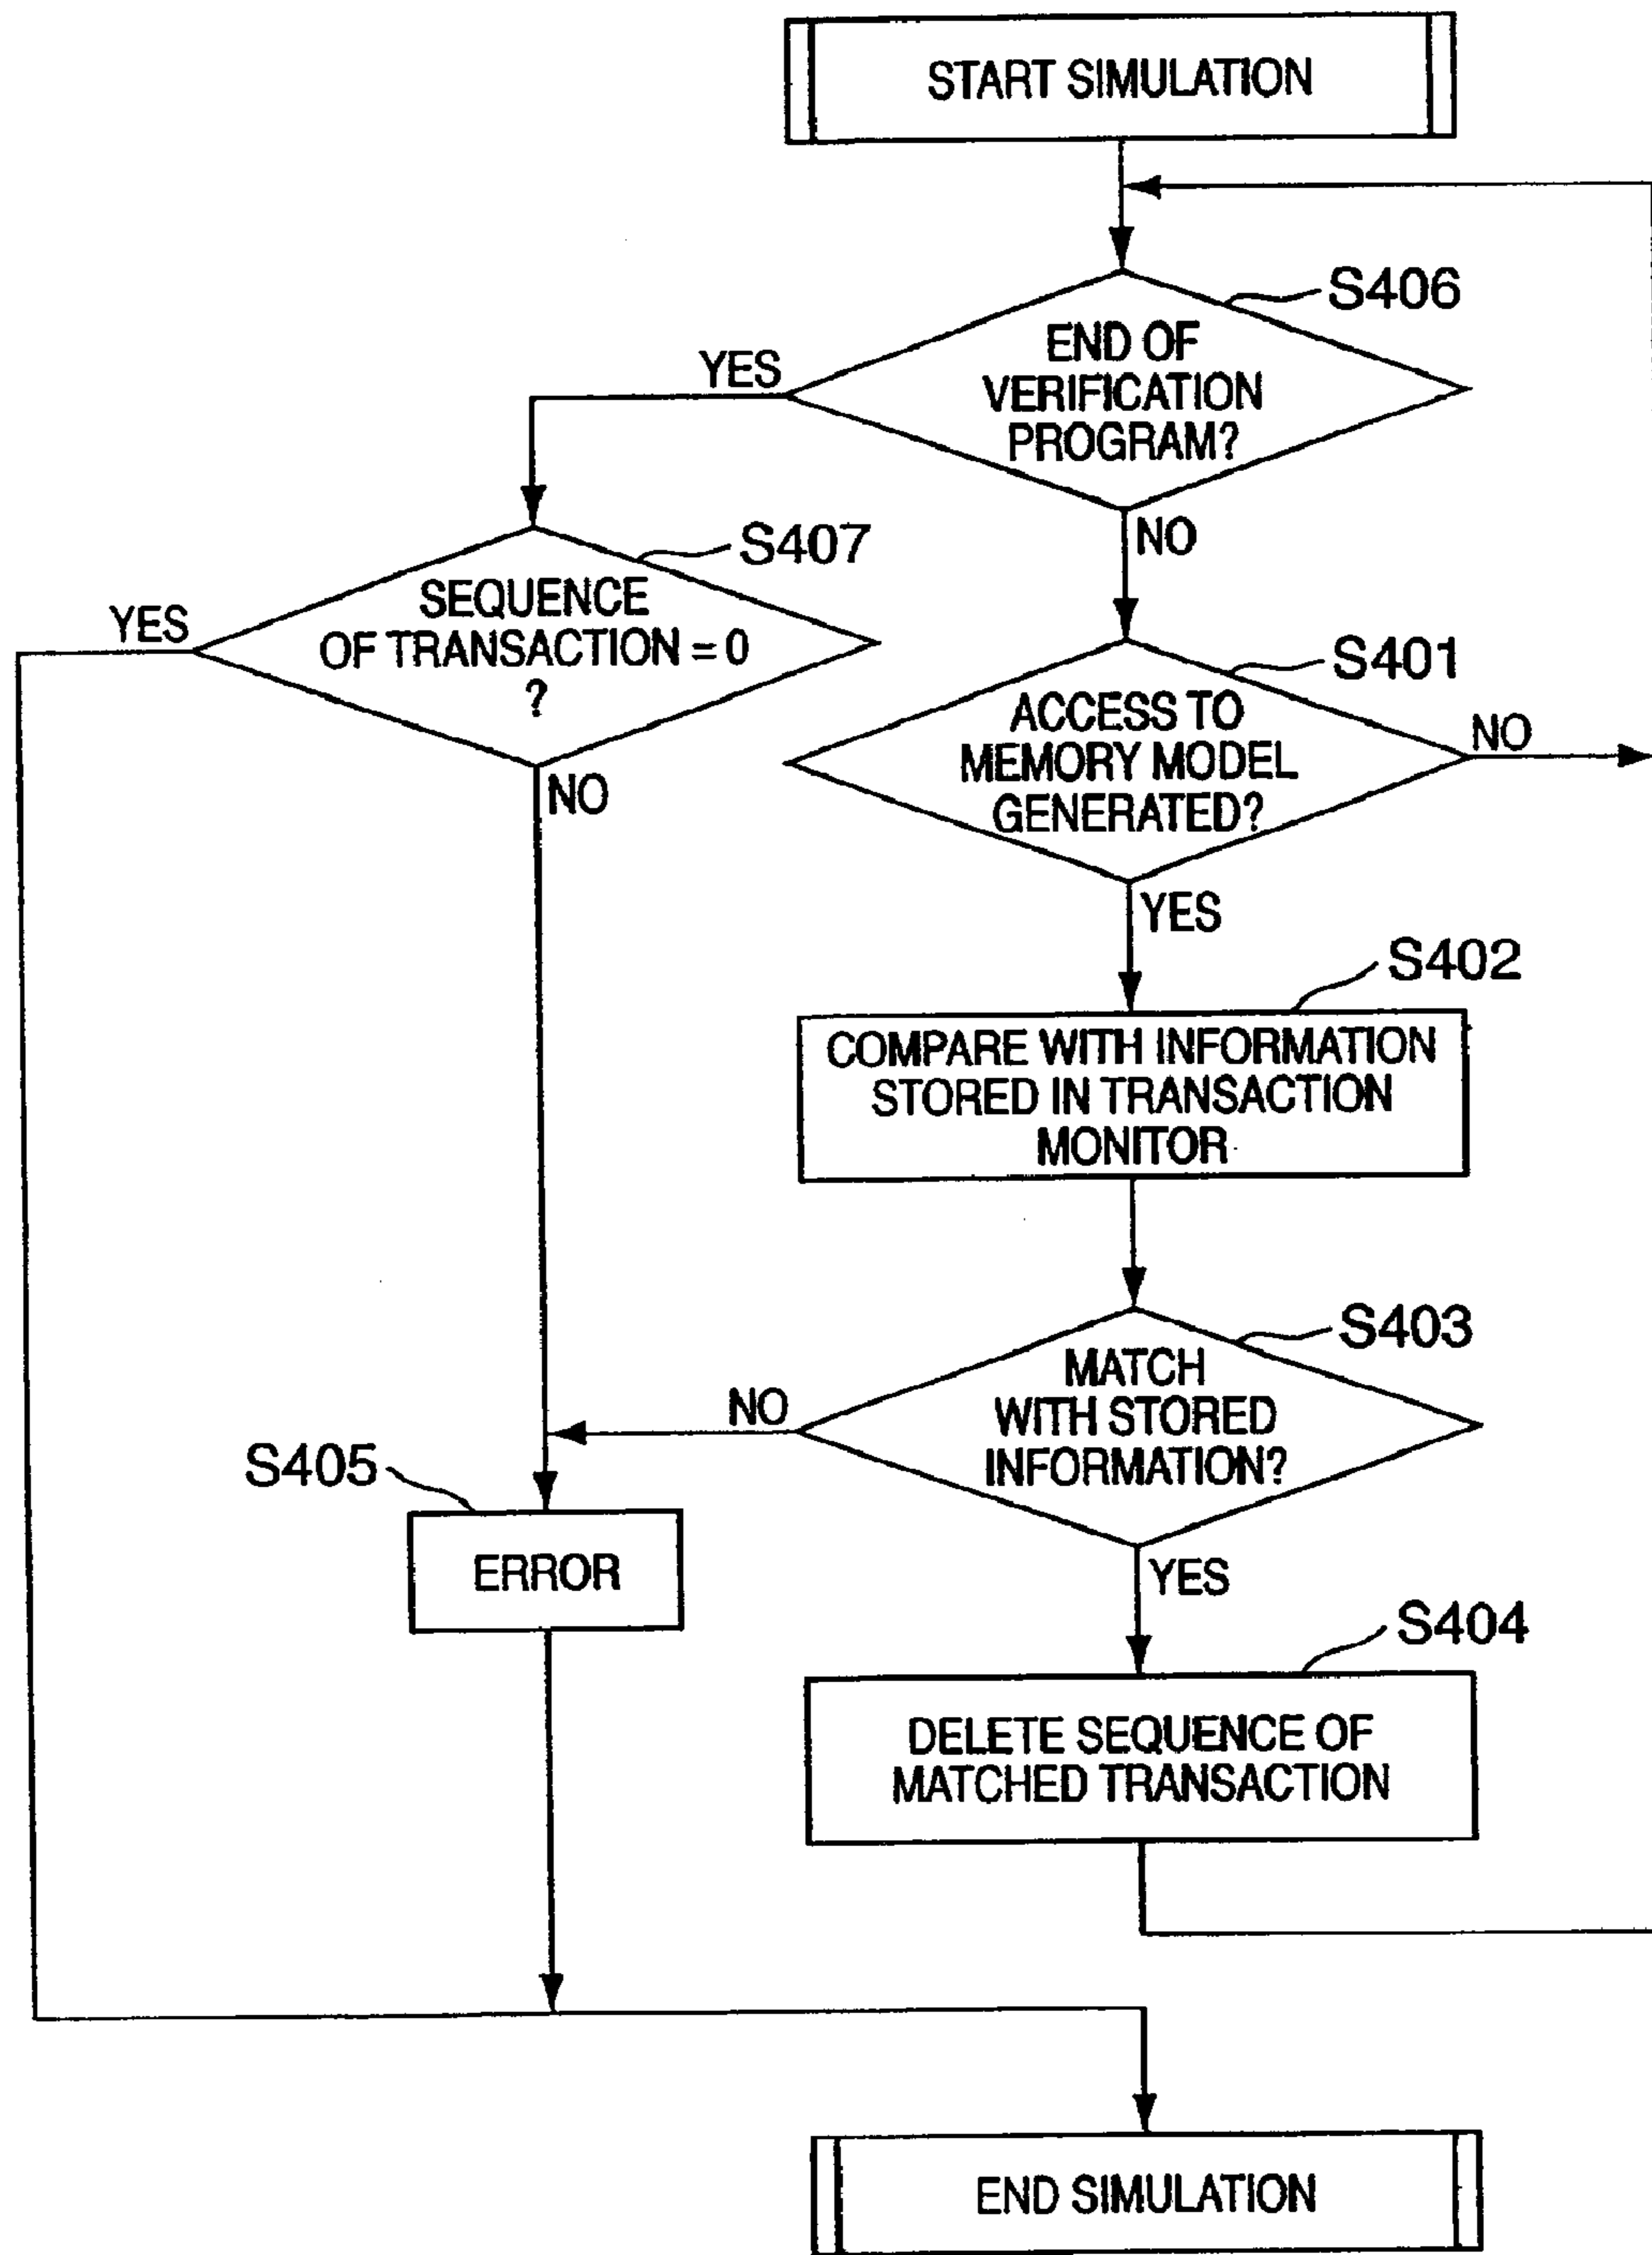 START SIMULATION
S406
END OF
VERIFICATION
PROGRAM?
YES
NO
S407
SEQUENCE
OF TRANSACTION = 0
?
YES
NO
S401
ACCESS TO
MEMORY MODEL
GENERATED?
NO
YES
S402
COMPARE WITH INFORMATION
STORED IN TRANSACTION
MONITOR
S403
MATCH
WITH STORED
INFORMATION?
NO
YES
S405
ERROR
S404
DELETE SEQUENCE OF
MATCHED TRANSACTION
END SIMULATION